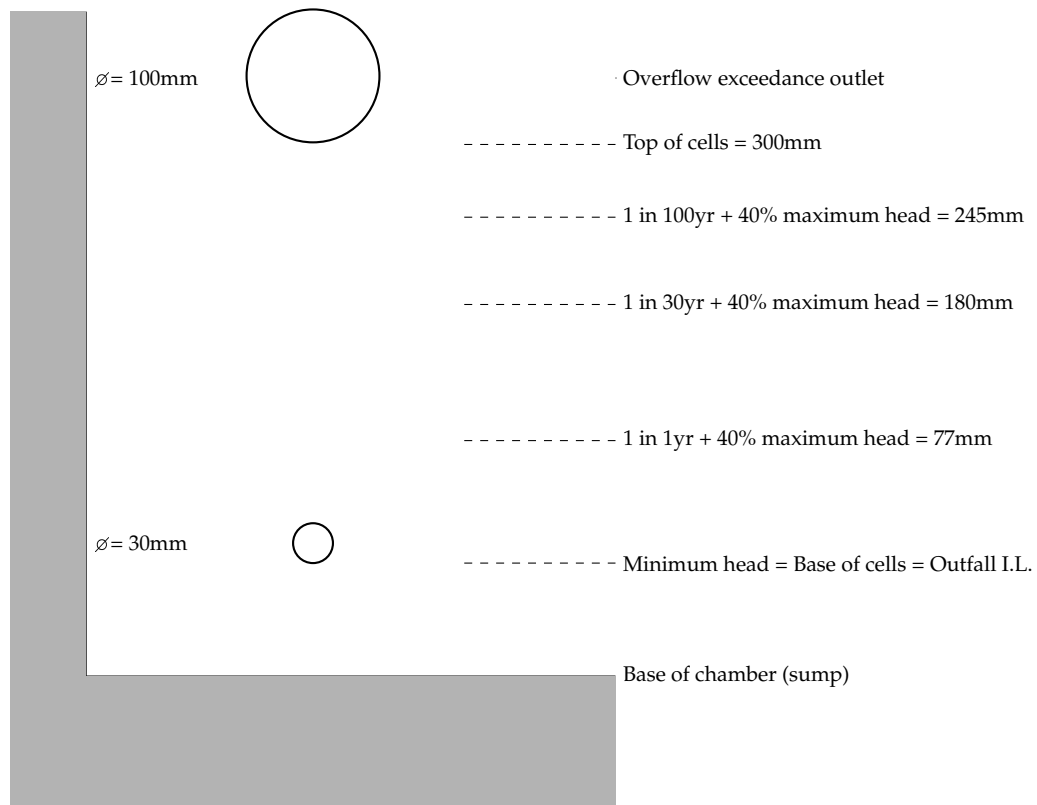 ⌀= 100mm
Overflow exceedance outlet
Top of cells = 300mm
1 in 100yr + 40% maximum head = 245mm
1 in 30yr + 40% maximum head = 180mm
1 in 1yr + 40% maximum head = 77mm
⌀= 30mm
Minimum head = Base of cells = Outfall I.L.
Base of chamber (sump)